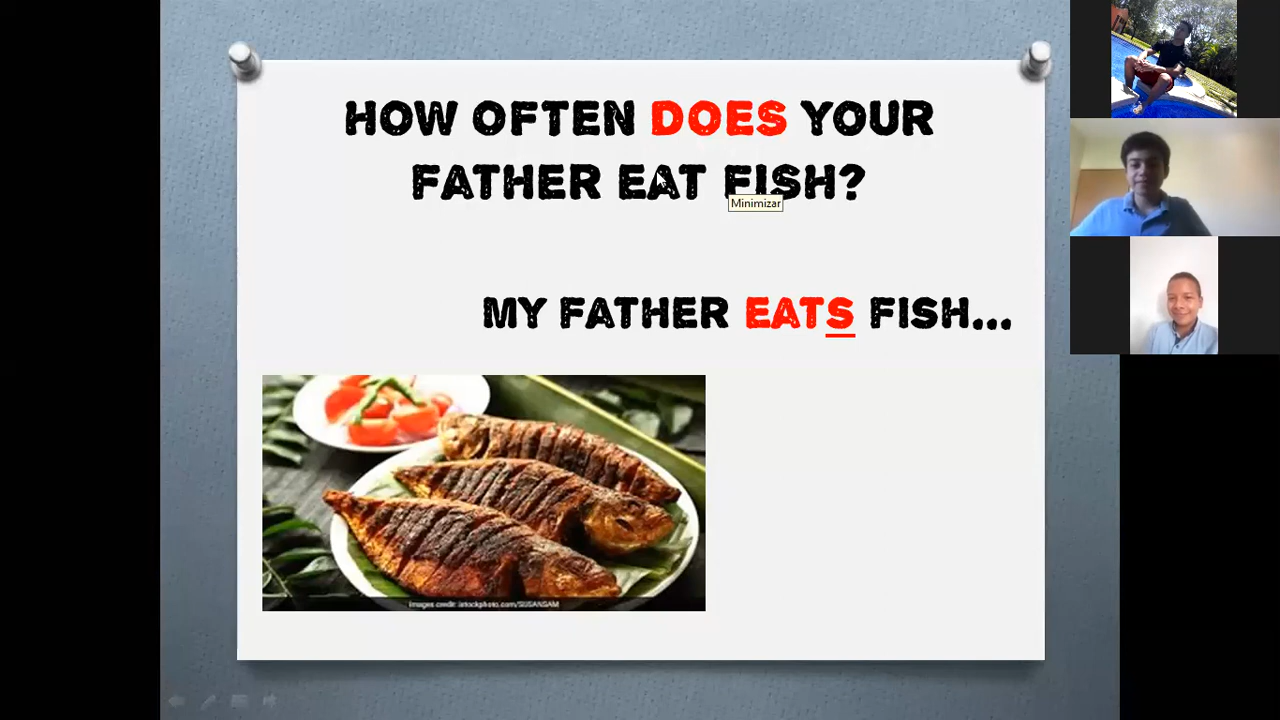 HOW OFTEN DOES YOUR
FATHER EAT FISH?
Minimizar
MY FATHER EATS FISH...
Images credit: istockphoto.com/SUSANSAM